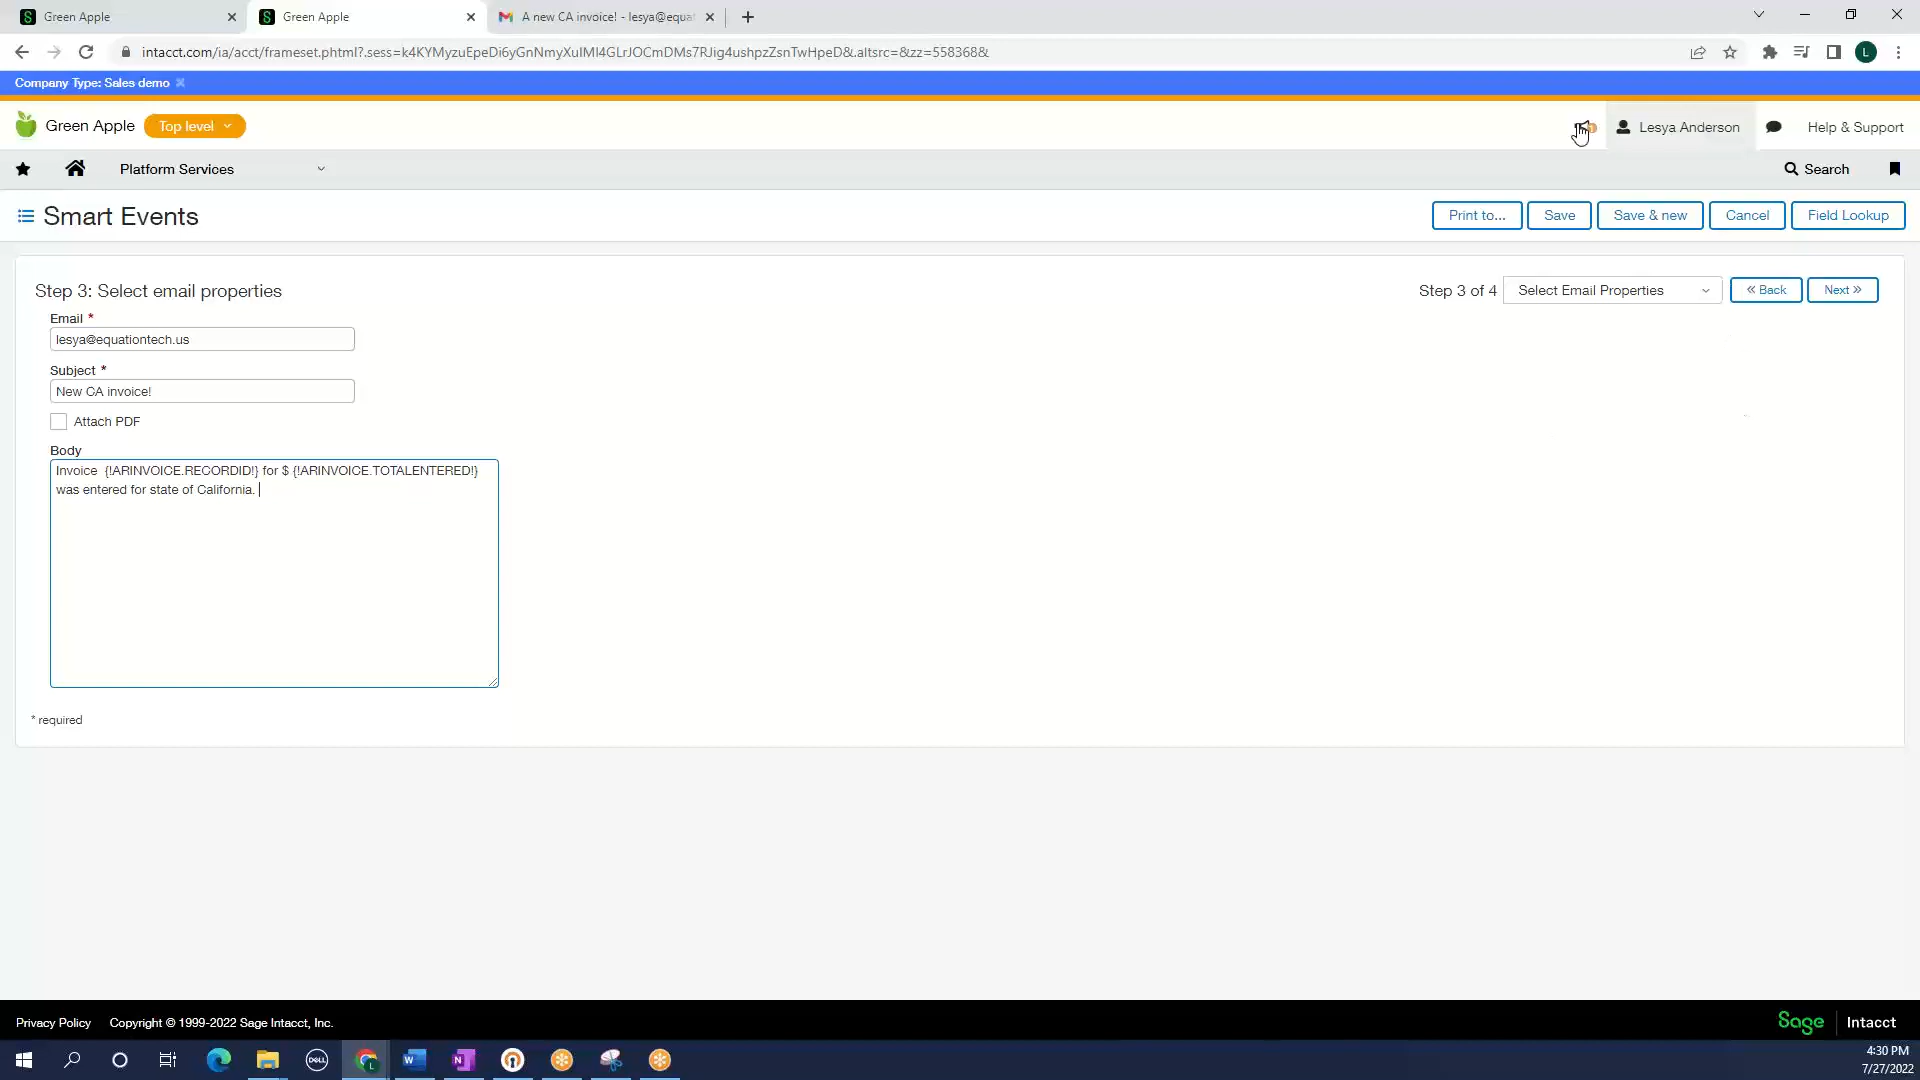 Green Apple
Green Apple
A new CA invoice! - lesya@equa
intacct.com/ia/acct/frameset.phtml?.sess=k4KYMyzuEpeDi6yGnNmyXuIMI4GLrJOCmDMs7RJig4ushpzZsnTwHpeD&.altsrc=&zz=558368&
L
Company Type: Sales demo
Green Apple
Top level
Lesya Anderson
Help & Support
Platform Services
Search
Smart Events
Print to...
Save
Save & new
Cancel
Field Lookup
Step 3: Select email properties
Step 3 of 4
Select Email Properties
« Back
Next »
Email *
lesya@equationtech.us
Subject *
New CA invoice!
Attach PDF
Body
Invoice  {!ARINVOICE.RECORDID!} for $ {!ARINVOICE.TOTALENTERED!}
was entered for state of California.
* required
Privacy Policy
Copyright © 1999-2022 Sage Intacct, Inc.
Sage
Intacct
DELL
4:30 PM
7/27/2022